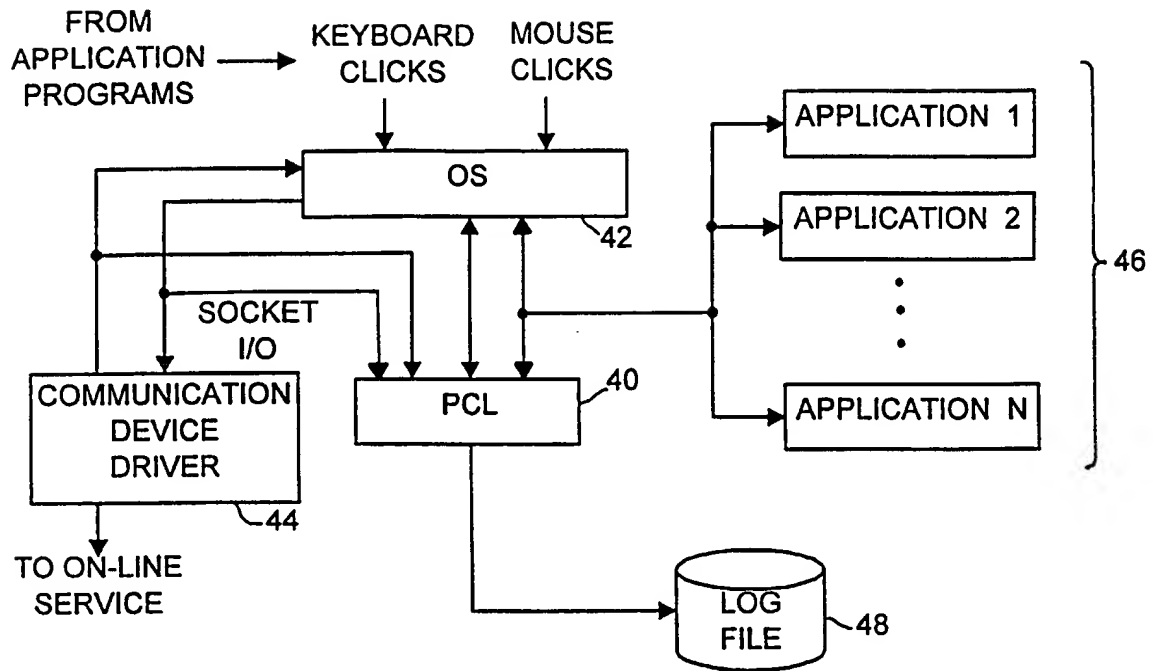 FROM
APPLICATION
PROGRAMS
KEYBOARD
CLICKS
MOUSE
CLICKS
OS
42
APPLICATION 1
APPLICATION 2
APPLICATION N
46
SOCKET
I/O
COMMUNICATION
DEVICE
DRIVER
44
PCL
40
TO ON-LINE
SERVICE
LOG
FILE
48